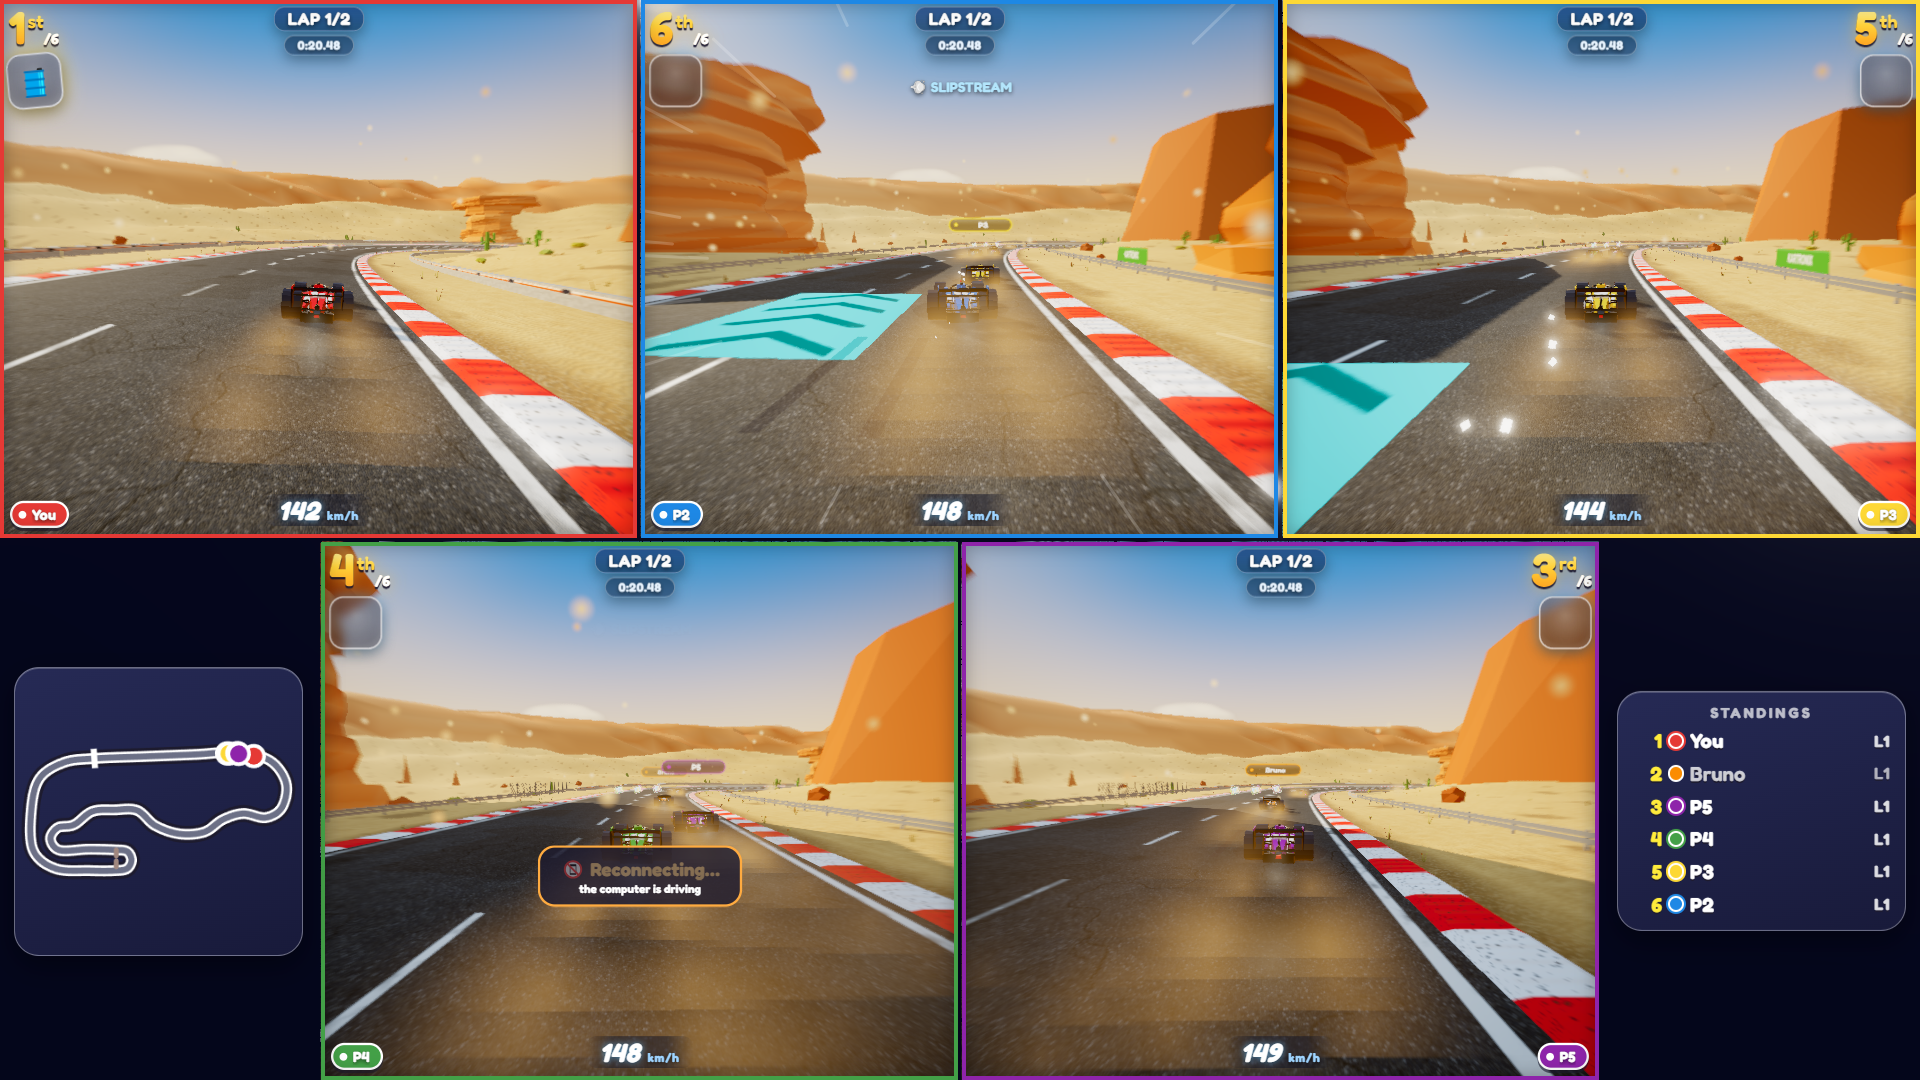 1st/6
LAP 1/2
0:20.48
You
142 km/h
6th/6
LAP 1/2
0:20.48
SLIPSTREAM
P3
P2
148 km/h
5th/6
LAP 1/2
0:20.48
144 km/h
P3
4th/6
LAP 1/2
0:20.48
P5
Reconnecting...
the computer is driving
P4
148 km/h
3rd/6
LAP 1/2
0:20.48
Bruno
149 km/h
P5
STANDINGS
1 You L1
2 Bruno L1
3 P5 L1
4 P4 L1
5 P3 L1
6 P2 L1